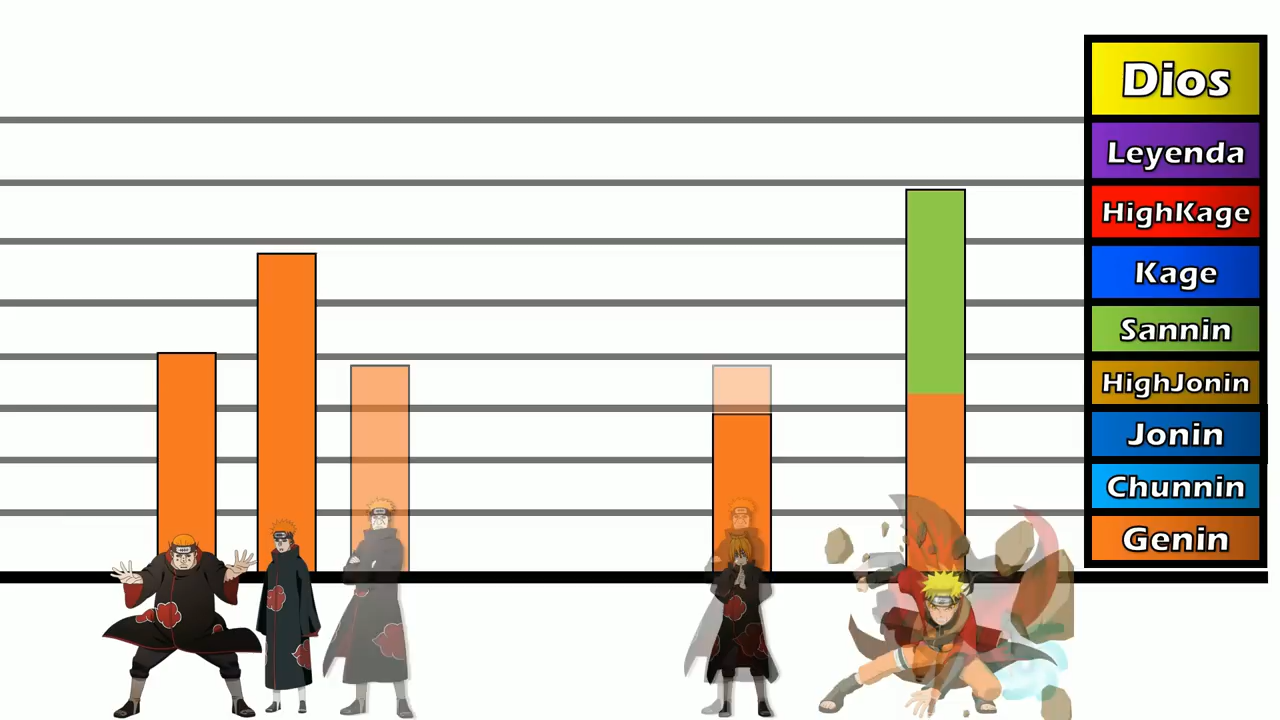 Dios
Leyenda
HighKage
Kage
Sannin
HighJonin
Jonin
Chunnin
Genin